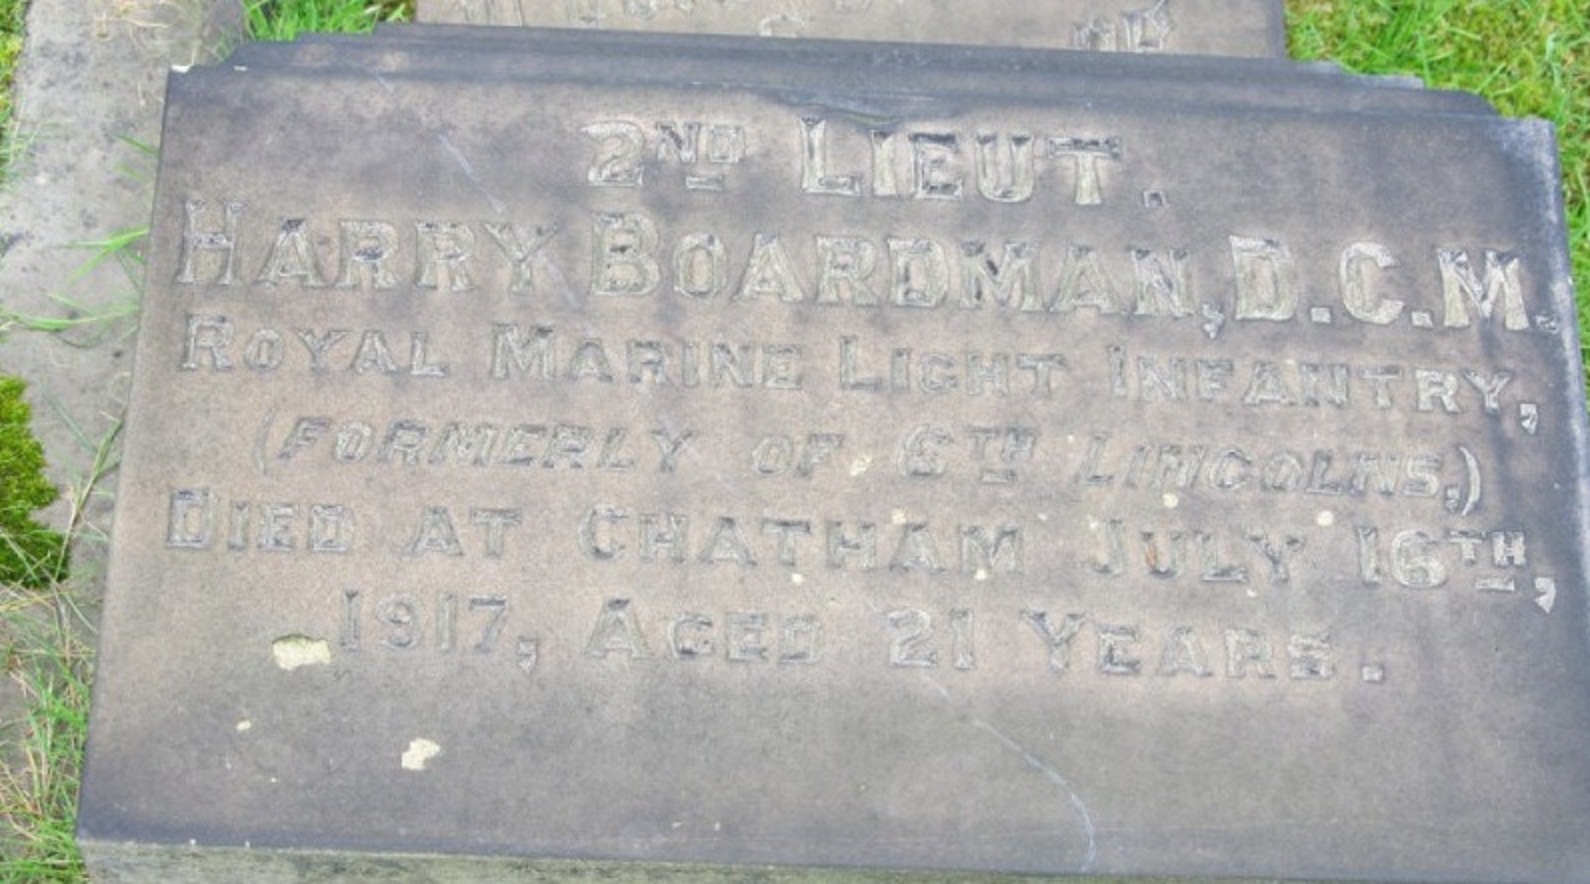 2ND LIEUT.
HARRY BOARDMAN, D.C.M.
ROYAL MARINE LIGHT INFANTRY,
(FORMERLY OF 6TH LINCOLNS,)
DIED AT CHATHAM JULY 16TH,
1917, AGED 21 YEARS.